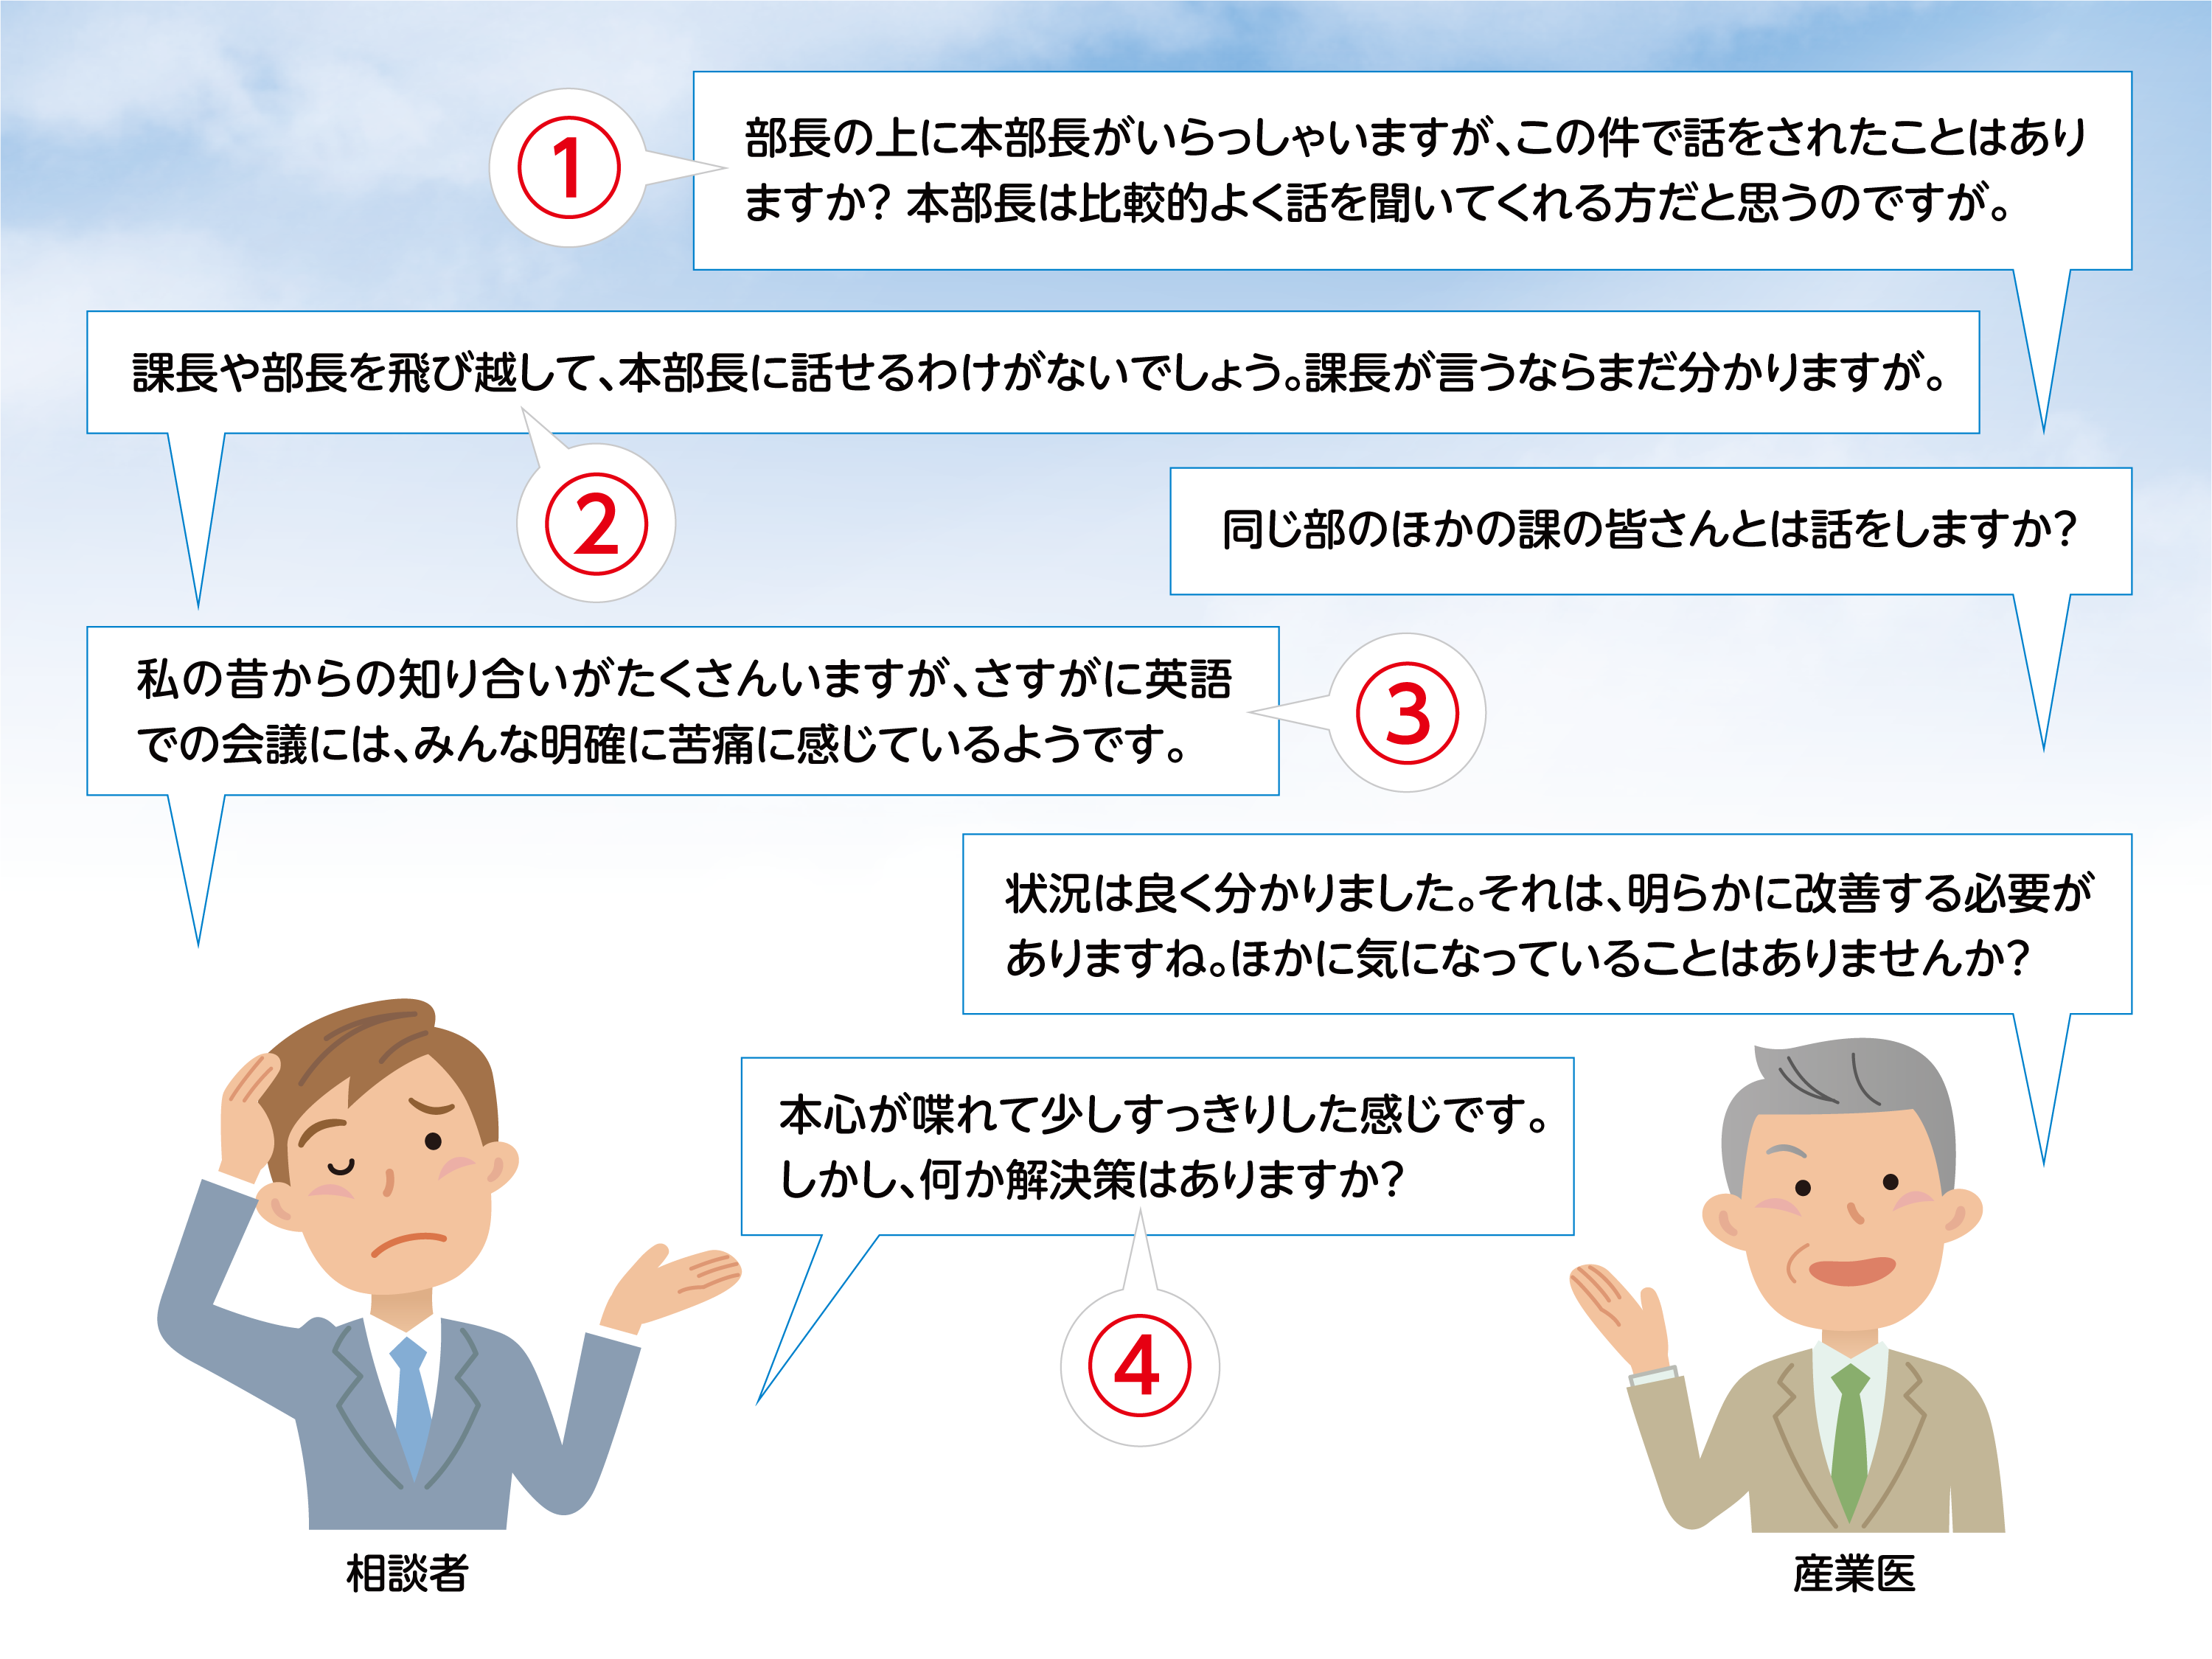 ①
部長の上に本部長がいらっしゃいますが、この件で話をされたことはあり
ますか? 本部長は比較的よく話を聞いてくれる方だと思うのですが。
課長や部長を飛び越して、本部長に話せるわけがないでしょう。課長が言うならまだ分かりますが。
②
同じ部のほかの課の皆さんとは話をしますか?
私の昔からの知り合いがたくさんいますが、さすがに英語
での会議には、みんな明確に苦痛に感じているようです。
③
状況は良く分かりました。それは、明らかに改善する必要が
ありますね。ほかに気になっていることはありませんか?
本心が喋れて少しすっきりした感じです。
しかし、何か解決策はありますか?
④
相談者
産業医